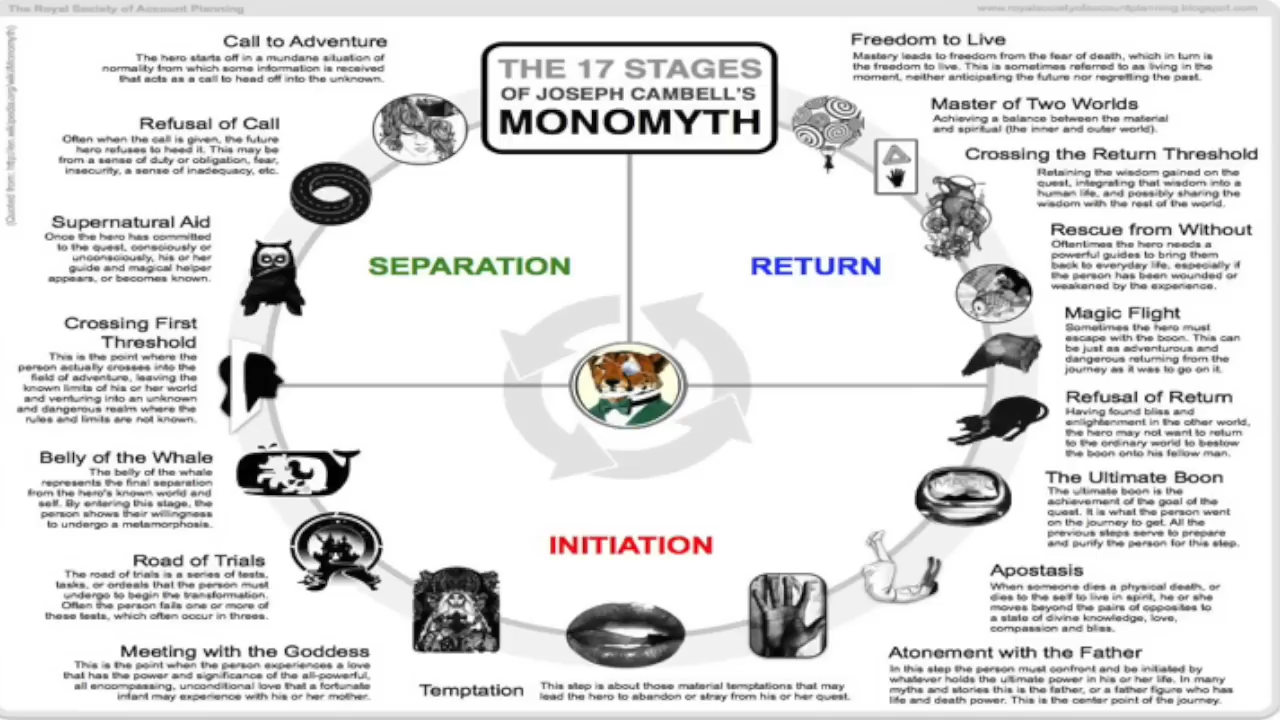 The Royal Society of Account Planning
www.royalsocietyofaccountplanning.blogspot.com
(Quoted from: http://en.wikipedia.org/wiki/Monomyth)
THE 17 STAGES
OF JOSEPH CAMBELL'S
MONOMYTH
Call to Adventure
The hero starts off in a mundane situation of
normality from which some information is received
that acts as a call to head off into the unknown.
Refusal of Call
Often when the call is given, the future
hero refuses to heed it. This may be
from a sense of duty or obligation, fear,
insecurity, a sense of inadequacy, etc.
Supernatural Aid
Once the hero has committed
to the quest, consciously or
unconsciously, his or her
guide and magical helper
appears, or becomes known.
Crossing First
Threshold
This is the point where the
person actually crosses into the
field of adventure, leaving the
known limits of his or her world
and venturing into an unknown
and dangerous realm where the
rules and limits are not known.
Belly of the Whale
The belly of the whale
represents the final separation
from the hero's known world and
self. By entering this stage, the
person shows their willingness
to undergo a metamorphosis.
Road of Trials
The road of trials is a series of tests,
tasks, or ordeals that the person must
undergo to begin the transformation.
Often the person fails one or more of
these tests, which often occur in threes.
Meeting with the Goddess
This is the point when the person experiences a love
that has the power and significance of the all-powerful,
all encompassing, unconditional love that a fortunate
infant may experience with his or her mother.
SEPARATION
RETURN
INITIATION
Temptation
This step is about those material temptations that may
lead the hero to abandon or stray from his or her quest.
Freedom to Live
Mastery leads to freedom from the fear of death, which in turn is
the freedom to live. This is sometimes referred to as living in the
moment, neither anticipating the future nor regretting the past.
Master of Two Worlds
Achieving a balance between the material
and spiritual (the inner and outer world).
Crossing the Return Threshold
Retaining the wisdom gained on the
quest, integrating that wisdom into a
human life, and possibly sharing the
wisdom with the rest of the world.
Rescue from Without
Oftentimes the hero needs a
powerful guides to bring them
back to everyday life, especially if
the person has been wounded or
weakened by the experience.
Magic Flight
Sometimes the hero must
escape with the boon. This can
be just as adventurous and
dangerous returning from the
journey as it was to go on it.
Refusal of Return
Having found bliss and
enlightenment in the other world,
the hero may not want to return
to the ordinary world to bestow
the boon onto his fellow man.
The Ultimate Boon
The ultimate boon is the
achievement of the goal of the
quest. It is what the person went
on the journey to get. All the
previous steps serve to prepare
and purify the person for this step.
Apostasis
When someone dies a physical death, or
dies to the self to live in spirit, he or she
moves beyond the pairs of opposites to
a state of divine knowledge, love,
compassion and bliss.
Atonement with the Father
In this step the person must confront and be initiated by
whatever holds the ultimate power in his or her life. In many
myths and stories this is the father, or a father figure who has
life and death power. This is the center point of the journey.